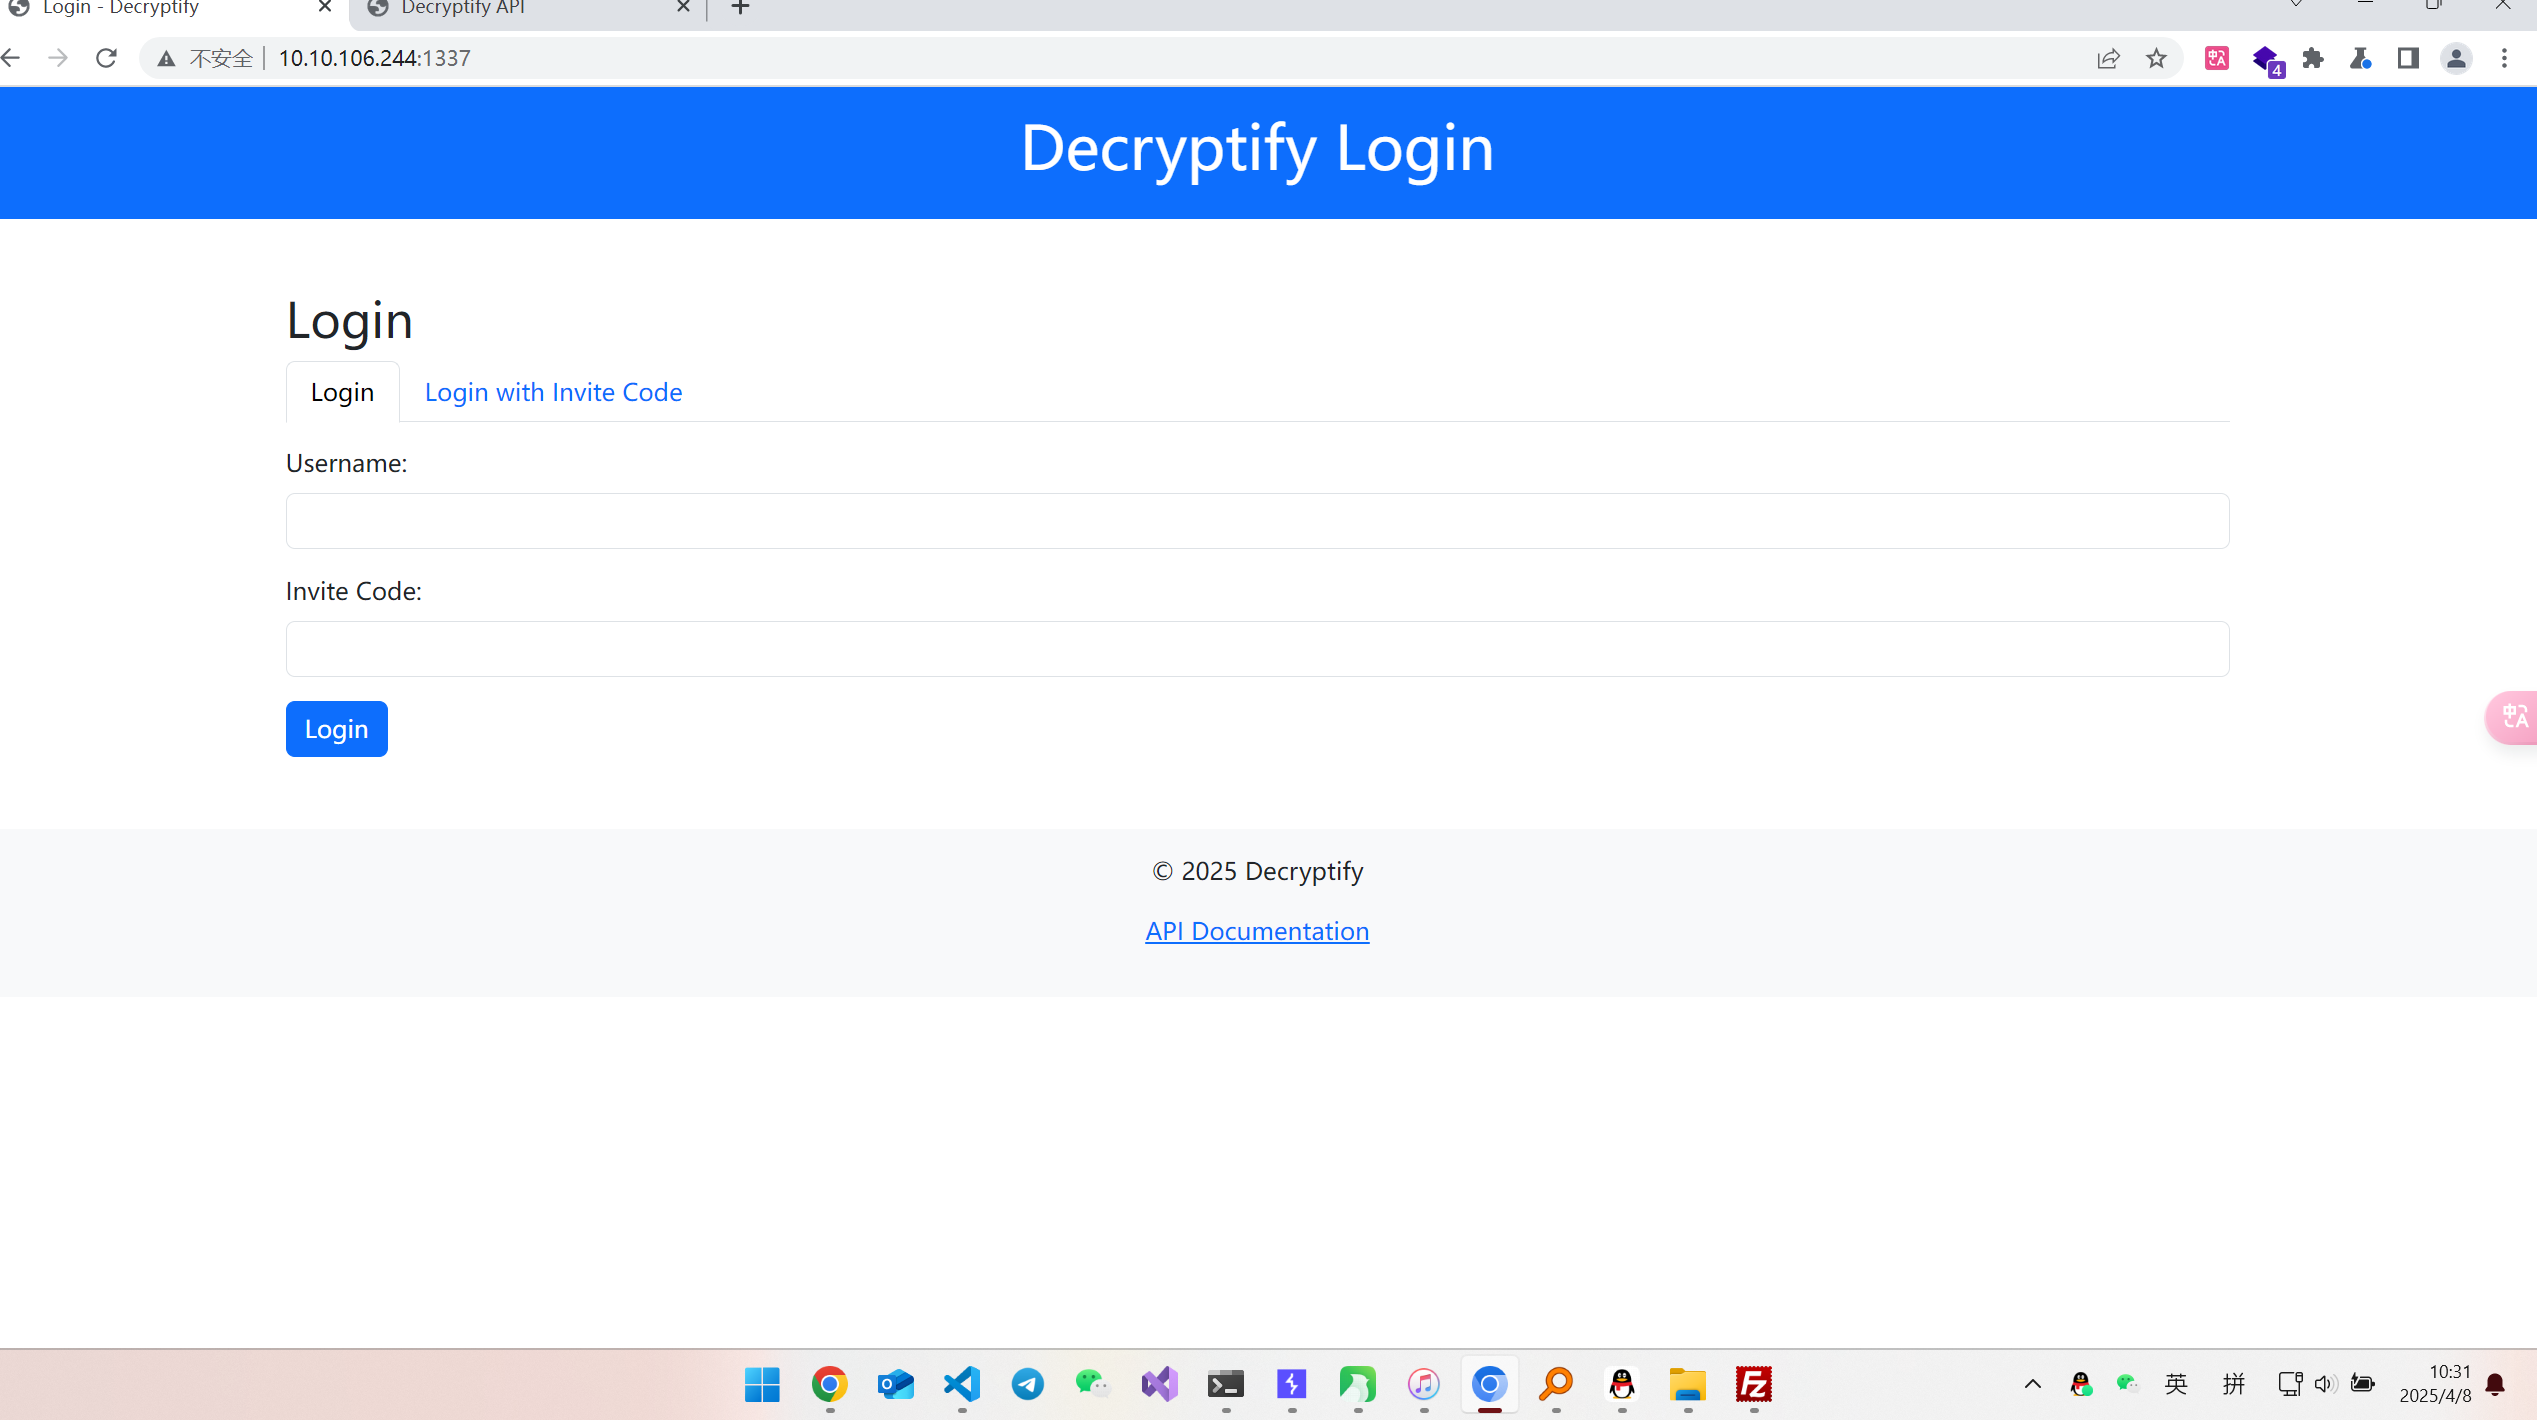 Login - Decryptify
Decryptify API
不安全 10.10.106.244:1337
4
Decryptify Login
Login
Login Login with Invite Code
Username:
Invite Code:
Login
© 2025 Decryptify
API Documentation
英 拼
10:31
2025/4/8